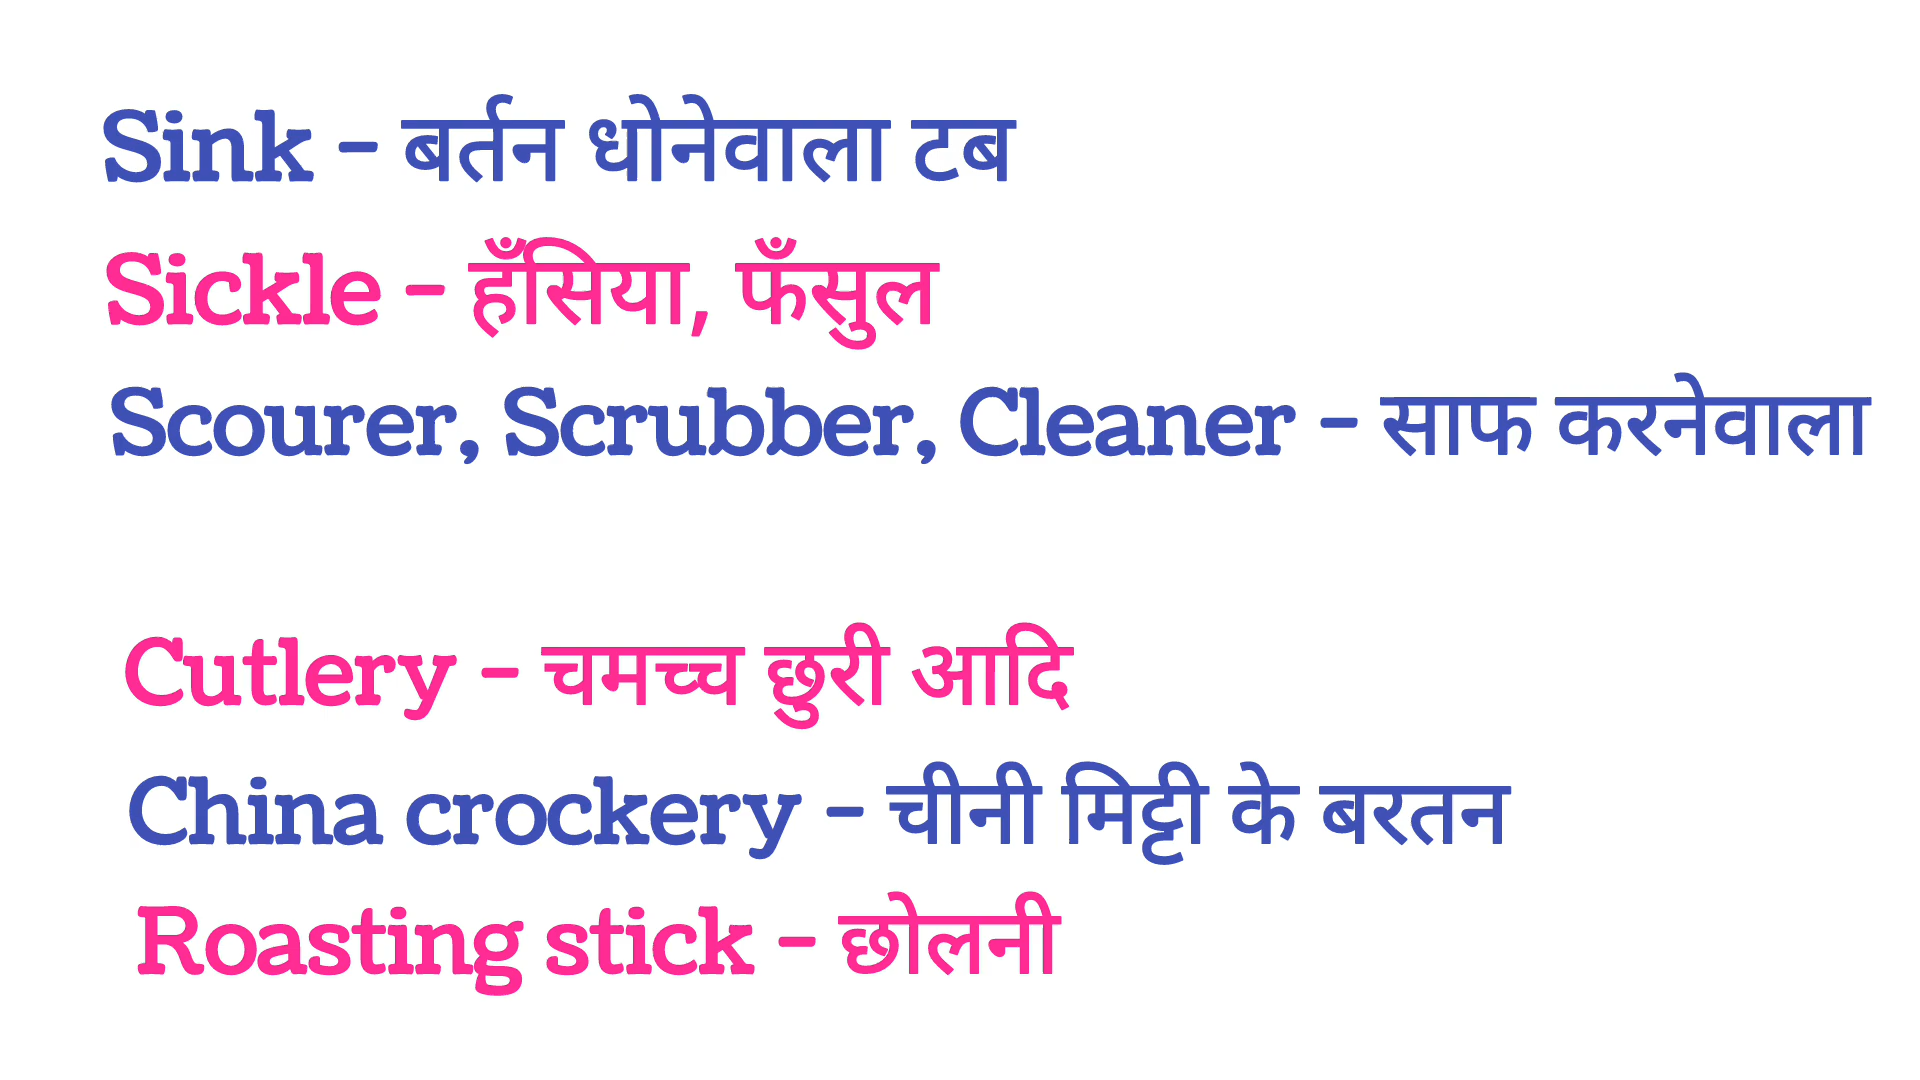 Sink - बर्तन धोनेवाला टब
Sickle - हँसिया, फँसुल
Scourer, Scrubber, Cleaner - साफ करनेवाला
Cutlery - चमच्च छुरी आदि
China crockery - चीनी मिट्टी के बरतन
Roasting stick - छोलनी